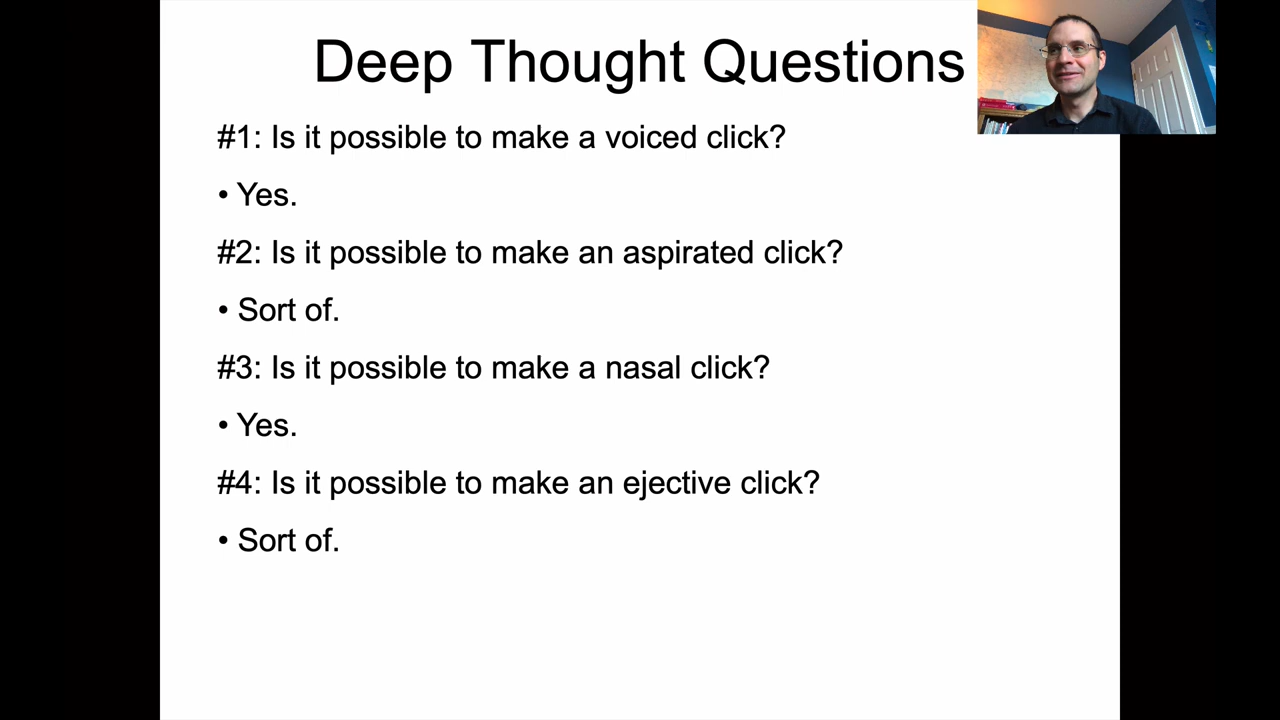 Deep Thought Questions
#1: Is it possible to make a voiced click?
• Yes.
#2: Is it possible to make an aspirated click?
• Sort of.
#3: Is it possible to make a nasal click?
• Yes.
#4: Is it possible to make an ejective click?
• Sort of.